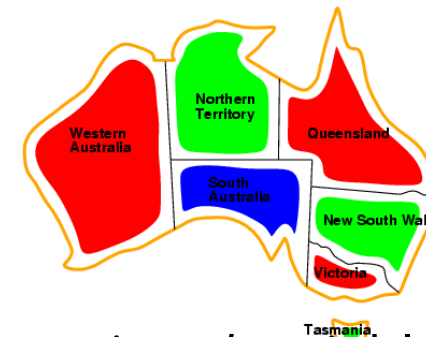 Northern
Territory
Western
Australia
Queensland
South
Australia
New South Wal
Victoria
Tasmania